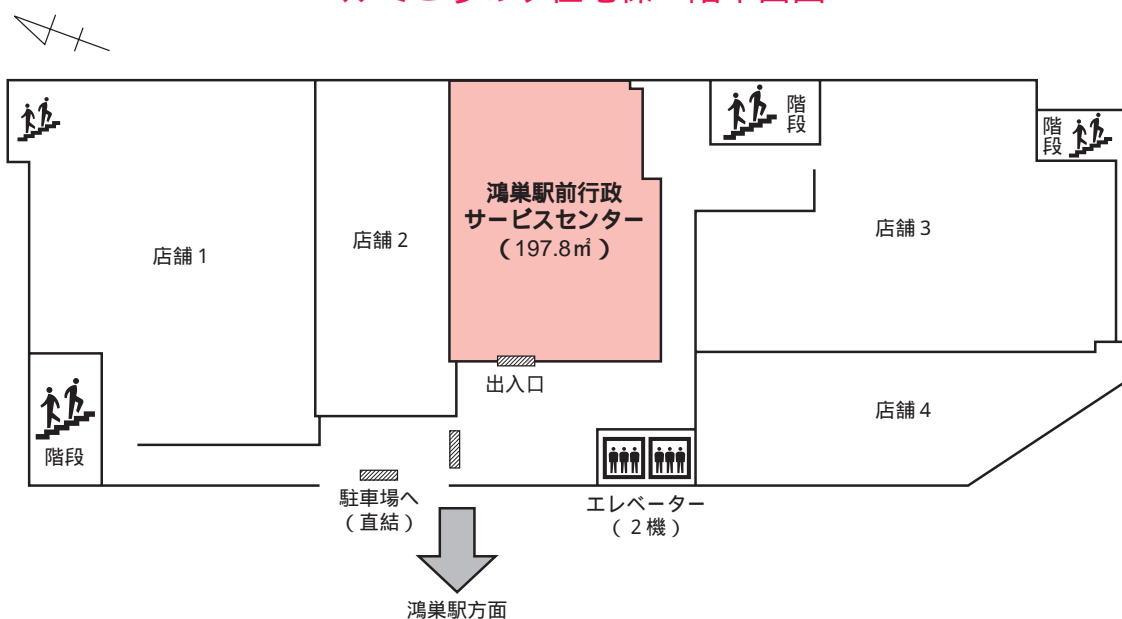 階
段
階
段
鴻巣駅前行政
サービスセンター
（197.8㎡）
店舗1
店舗2
店舗3
出入口
店舗4
階段
駐車場へ
（直結）
エレベーター
（2機）
鴻巣駅方面